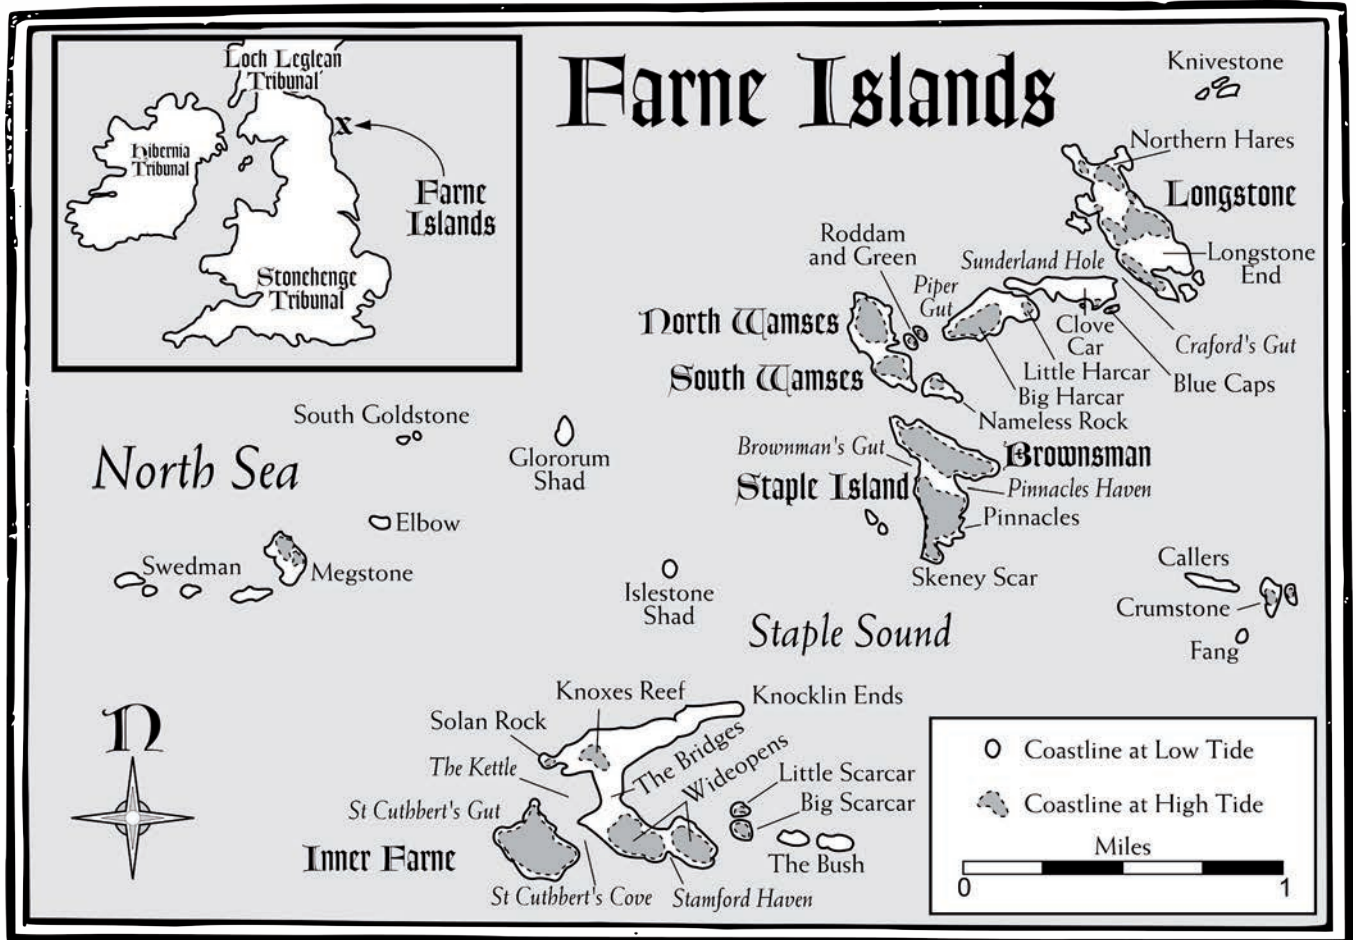 Farne Islands
Loch Leglean
Tribunal
Hibernia
Tribunal
X
Farne
Islands
Stonehenge
Tribunal
Knivestone
Northern Hares
Longstone
Longstone
End
Roddam
and Green
Sunderland Hole
Piper
Gut
North Wamses
Clove
Car
Craford's Gut
South Wamses
Little Harcar
Blue Caps
Big Harcar
Nameless Rock
South Goldstone
Glororum
Shad
North Sea
Brownman's Gut
Brownsman
Staple Island
Pinnacles Haven
Pinnacles
Elbow
Swedman
Megstone
Skeney Scar
Islestone
Shad
Callers
Crumstone
Fang
Staple Sound
Knoxes Reef
Knocklin Ends
Solan Rock
The Kettle
The Bridges
Wideopens
Little Scarcar
Big Scarcar
St Cuthbert's Gut
Inner Farne
The Bush
St Cuthbert's Cove
Stamford Haven
N
Coastline at Low Tide
Coastline at High Tide
Miles
0
1